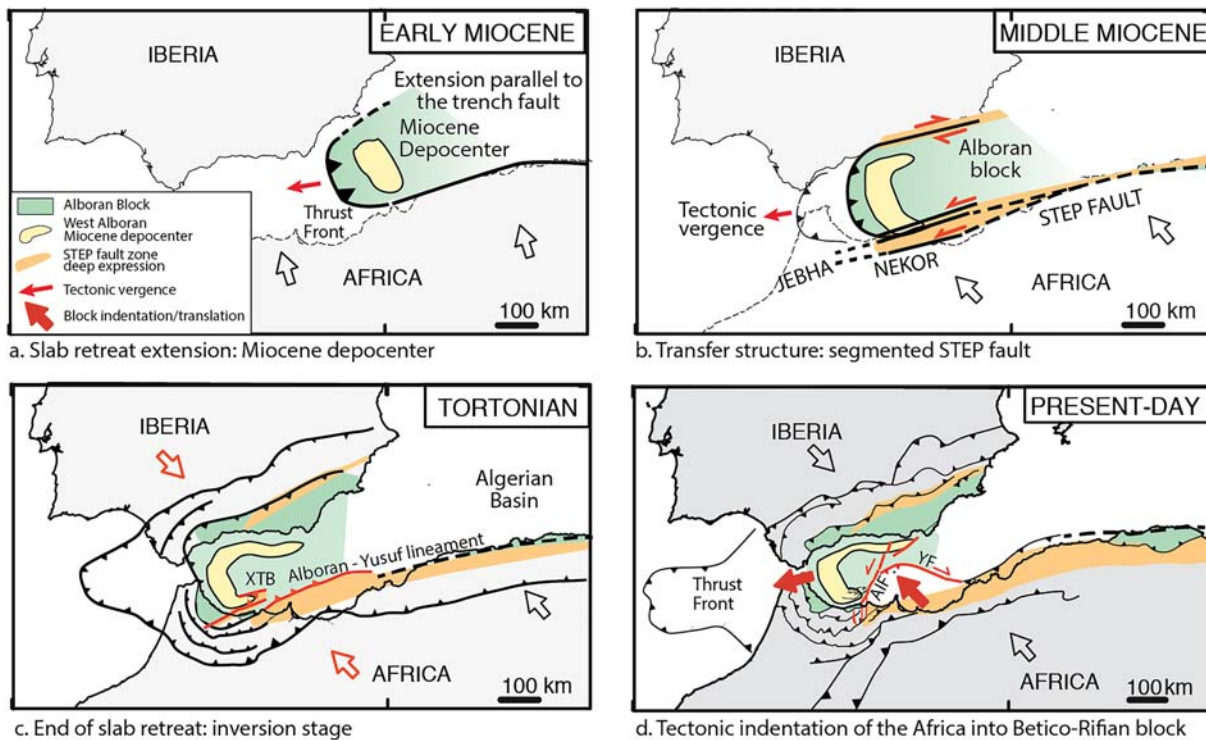 EARLY MIOCENE
IBERIA
Extension parallel to
the trench fault
Miocene
Depocenter
Thrust
Front
AFRICA
100 km
Alboran Block
West Alboran
Miocene depocenter
STEP fault zone
deep expression
Tectonic vergence
Block indentation/translation
a. Slab retreat extension: Miocene depocenter
MIDDLE MIOCENE
IBERIA
Alboran
block
Tectonic
vergence
STEP FAULT
JEBHA
NEKOR
AFRICA
100 km
b. Transfer structure: segmented STEP fault
TORTONIAN
IBERIA
Algerian
Basin
XTB
Alboran - Yusuf lineament
AFRICA
100 km
c. End of slab retreat: inversion stage
PRESENT-DAY
IBERIA
YF
AIF
Thrust
Front
AFRICA
100 km
d. Tectonic indentation of the Africa into Betico-Rifian block